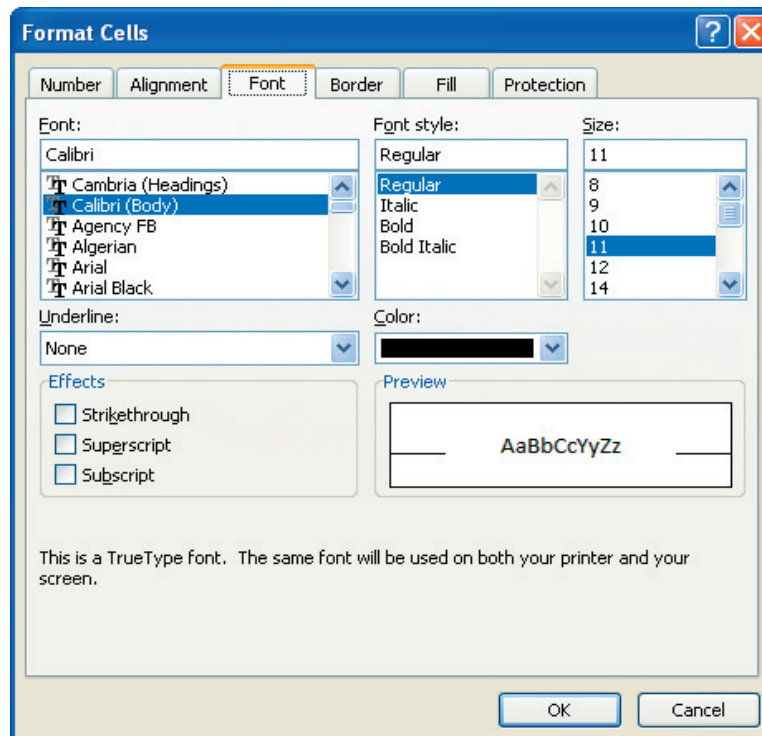 Format Cells
?
Number Alignment Font Border Fill Protection
Font: Font style: Size:
Calibri Regular 11
Cambria (Headings) Regular 8
Calibri (Body) Italic 9
Agency FB Bold 10
Algerian Bold Italic 11
Arial 12
Arial Black 14
Underline: Color:
None
Effects Preview
Strikethrough
Superscript AaBbCcYyZz
Subscript
This is a TrueType font. The same font will be used on both your printer and your
screen.
OK Cancel